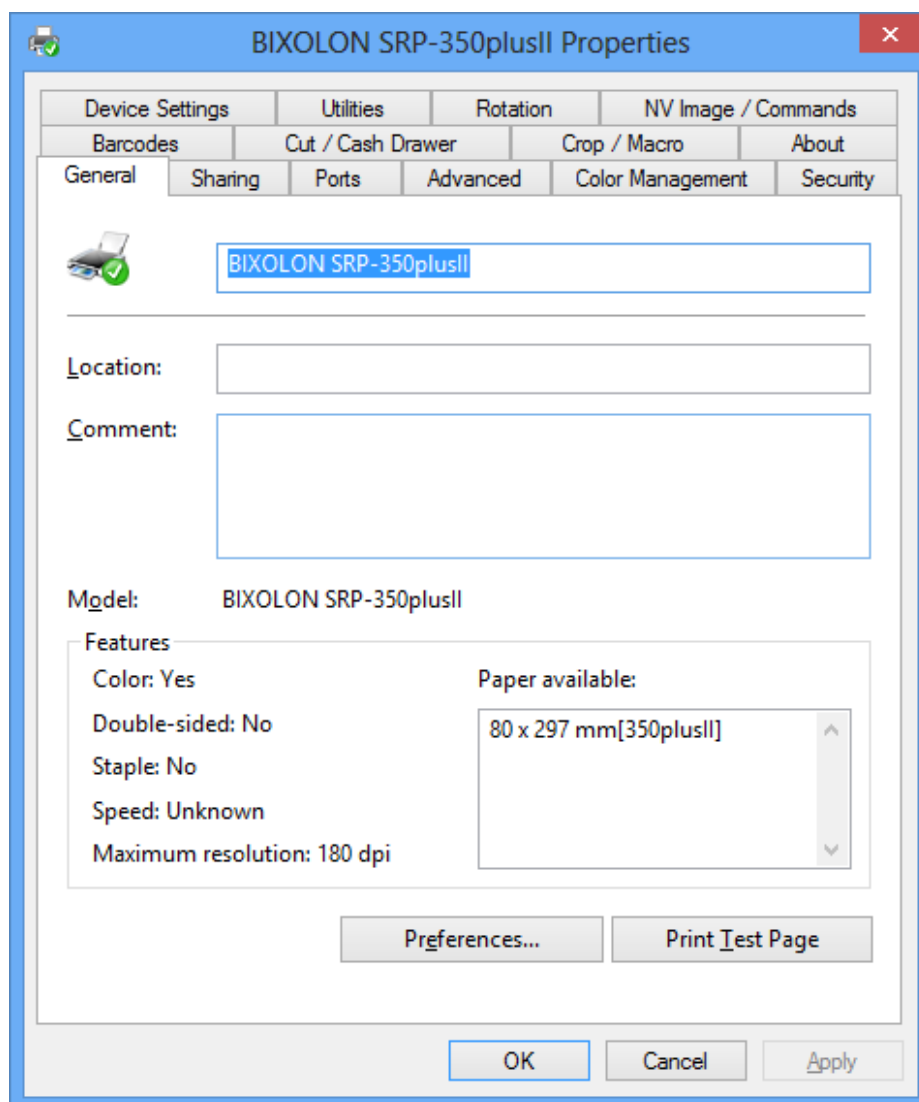 BIXOLON SRP-350plusII Properties
Device Settings Utilities Rotation NV Image / Commands
Barcodes Cut / Cash Drawer Crop / Macro About
General Sharing Ports Advanced Color Management Security
BIXOLON SRP-350plusII
Location:
Comment:
Model: BIXOLON SRP-350plusII
Features
Color: Yes Paper available:
Double-sided: No 80 x 297 mm[350plusII]
Staple: No
Speed: Unknown
Maximum resolution: 180 dpi
Preferences... Print Test Page
OK Cancel Apply